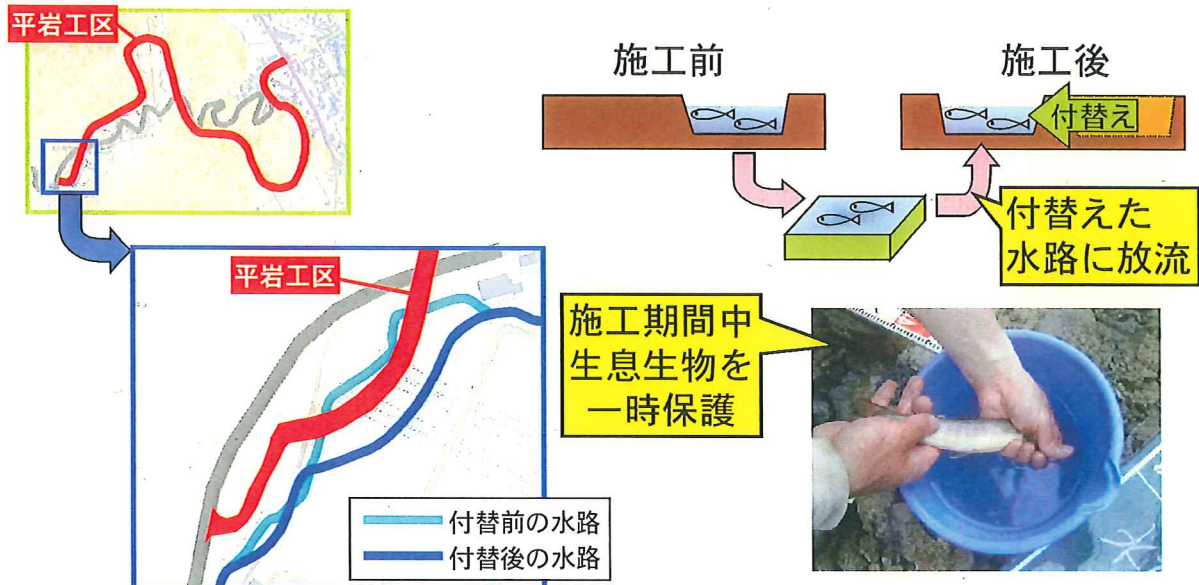 平岩工区
施工前
施工後
付替え
付替えた
水路に放流
平岩工区
施工期間中
生息生物を
一時保護
付替前の水路
付替後の水路